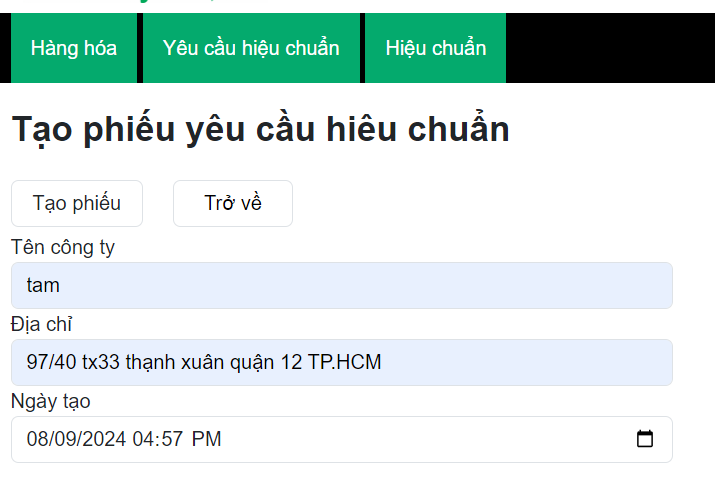 Hàng hóa Yêu cầu hiệu chuẩn Hiệu chuẩn
Tạo phiếu yêu cầu hiêu chuẩn
Tạo phiếu Trở về
Tên công ty
tam
Địa chỉ
97/40 tx33 thạnh xuân quận 12 TP.HCM
Ngày tạo
08/09/2024 04:57 PM